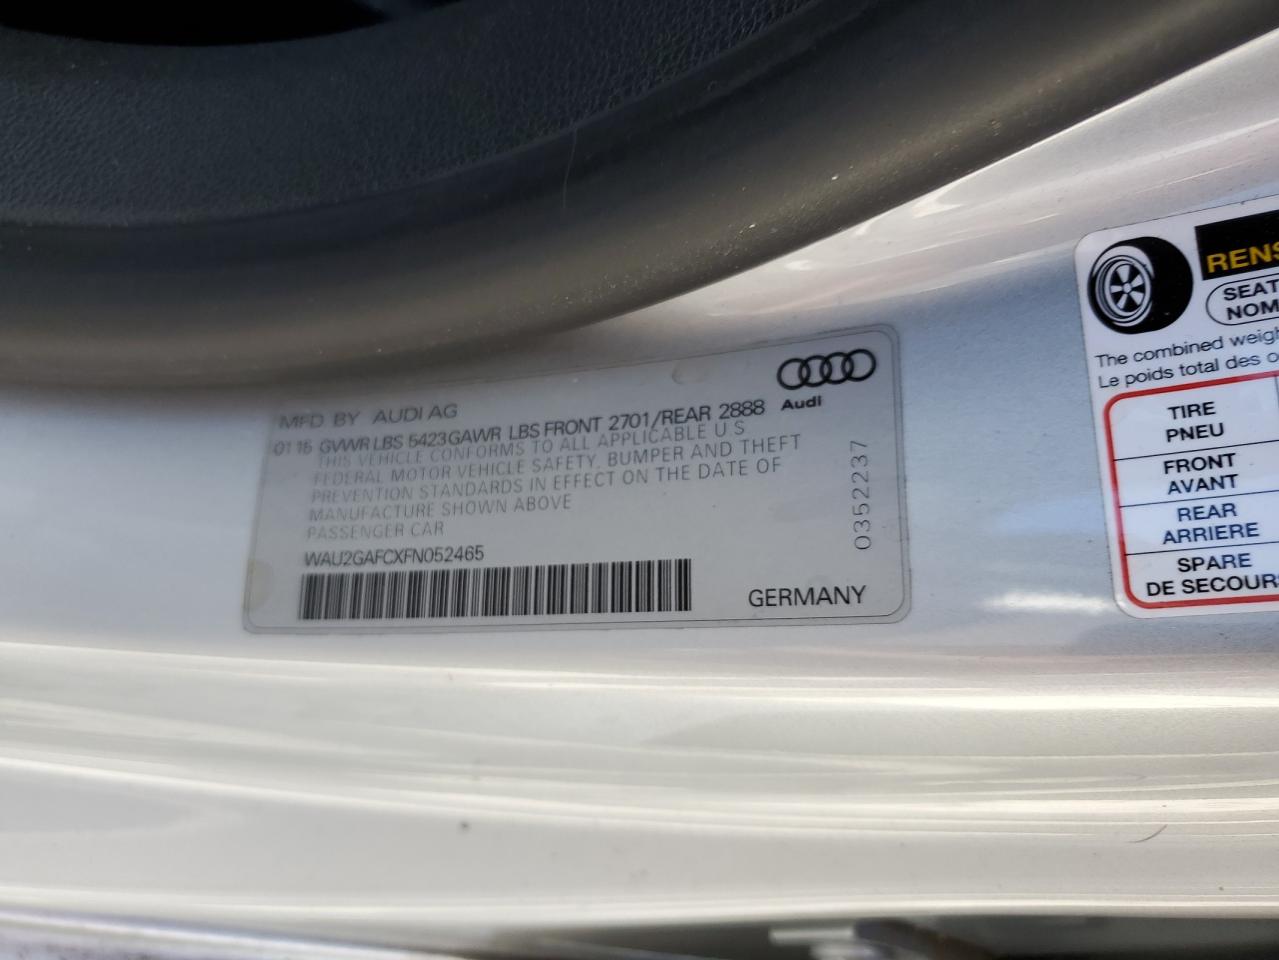 MFD BY AUDI AG
Audi
GVWR LBS 5423 GAWR LBS FRONT 2701/REAR 2888
THIS VEHICLE CONFORMS TO ALL APPLICABLE U S
FEDERAL MOTOR VEHICLE SAFETY, BUMPER AND THEFT
PREVENTION STANDARDS IN EFFECT ON THE DATE OF
MANUFACTURE SHOWN ABOVE
PASSENGER CAR
WAU2GAFCXFN052465
GERMANY
0352237
RENS
SEAT
NOM
The combined weigh
Le poids total des o
TIRE
PNEU
FRONT
AVANT
REAR
ARRIERE
SPARE
DE SECOURS